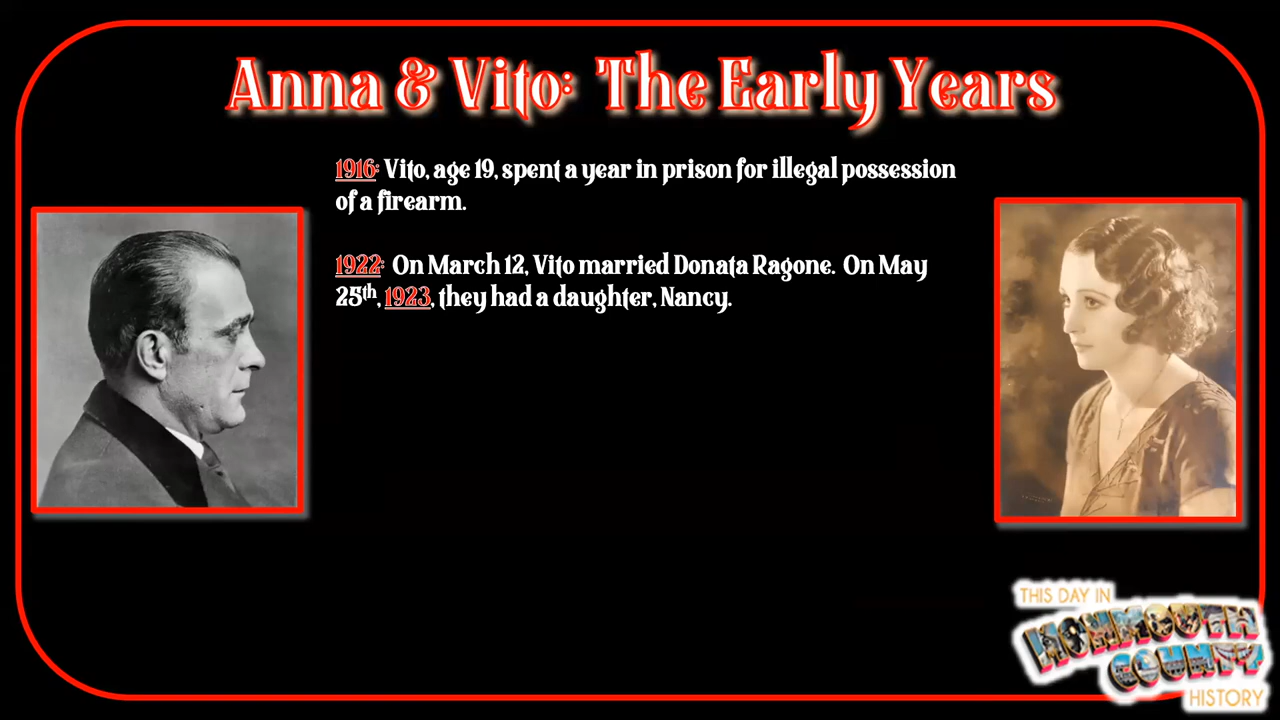 Anna & Vito: The Early Years
1916: Vito, age 19, spent a year in prison for illegal possession
of a firearm.
1922: On March 12, Vito married Donata Ragone. On May
25th, 1923, they had a daughter, Nancy.
THIS DAY IN
MONMOUTH
COUNTY
HISTORY